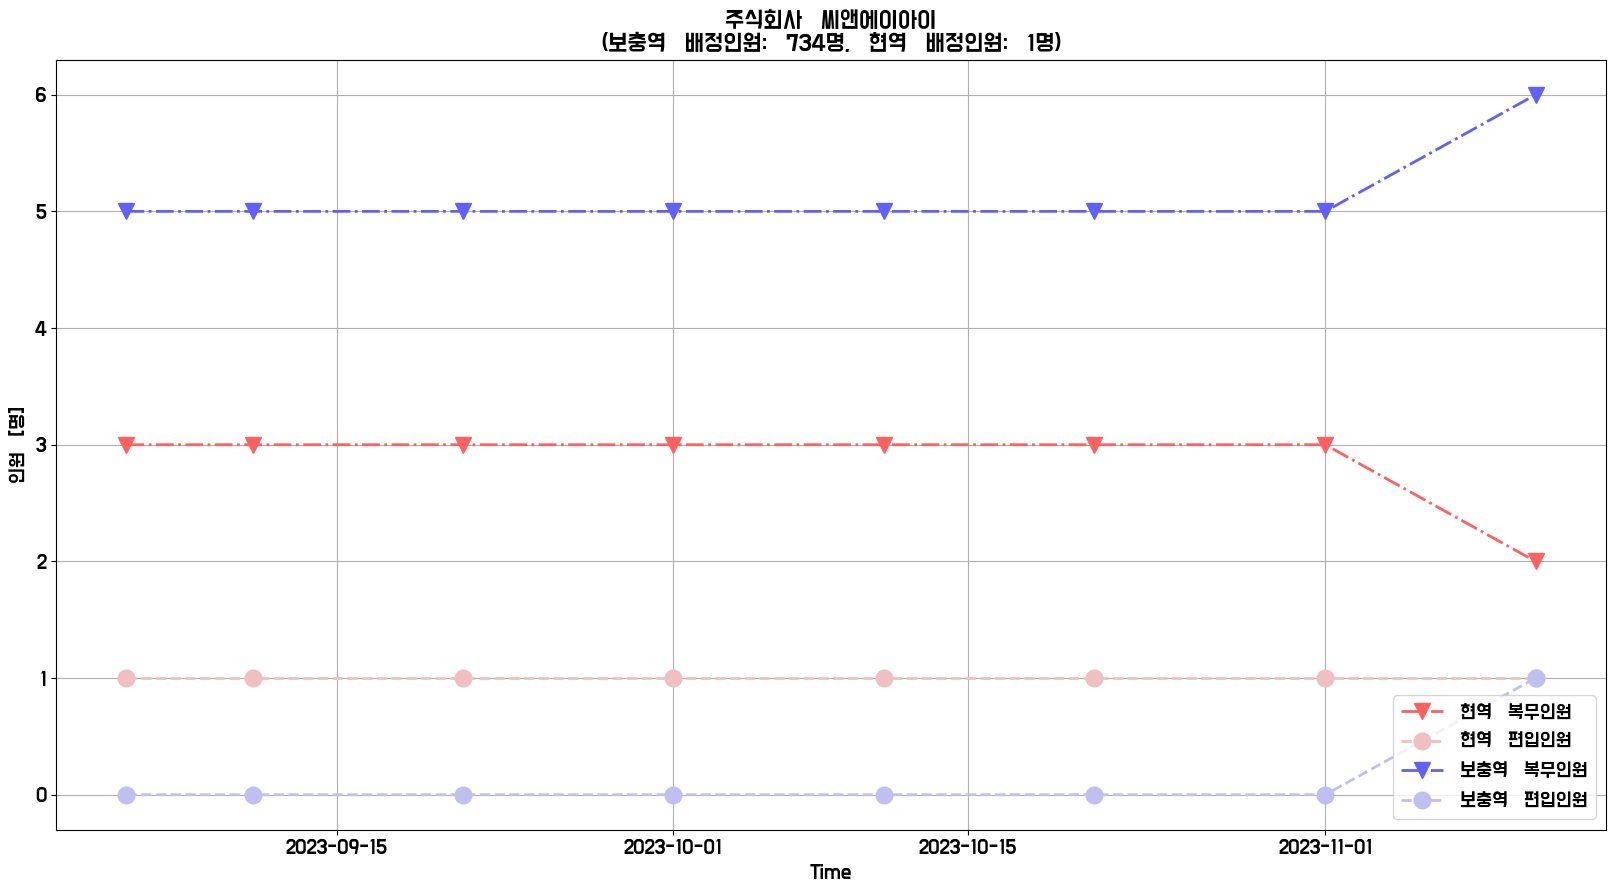 주식회사 씨앤에이아이
(보충역 배정인원: 734명, 현역 배정인원: 1명)
6
5
4
3
2
1
0
인원 [명]
2023-09-15
2023-10-01
2023-10-15
2023-11-01
Time
현역 복무인원
현역 편입인원
보충역 복무인원
보충역 편입인원